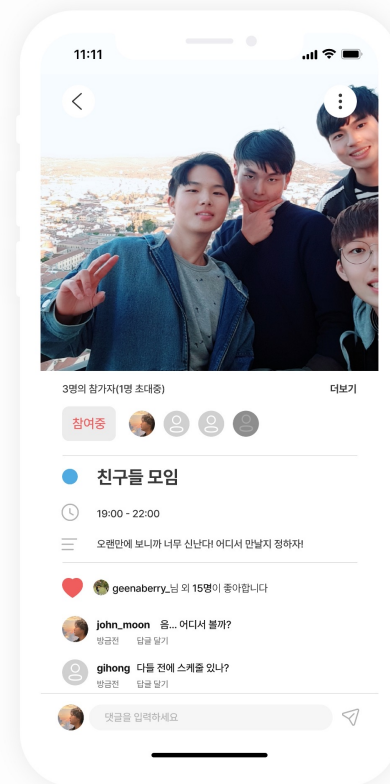 11:11
3명의 참가자(1명 초대중) 더보기
참여중
친구들 모임
19:00 - 22:00
오랜만에 보니까 너무 신난다! 어디서 만날지 정하자!
geenaberry_님 외 15명이 좋아합니다
john_moon 음... 어디서 볼까?
방금전 답글 달기
gihong 다들 전에 스케줄 있나?
방금전 답글 달기
댓글을 입력하세요